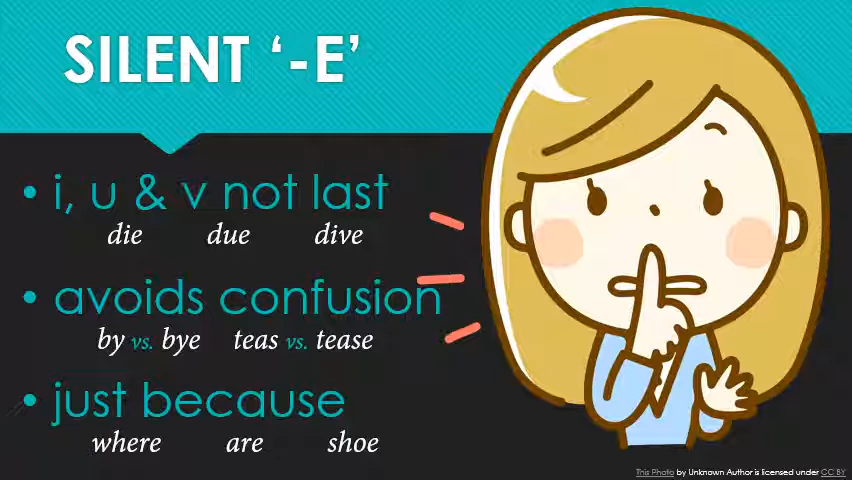 SILENT ‘-E’
• i, u & v not last
die due dive
• avoids confusion
by vs. bye teas vs. tease
• just because
where are shoe
This Photo by Unknown Author is licensed under CC BY